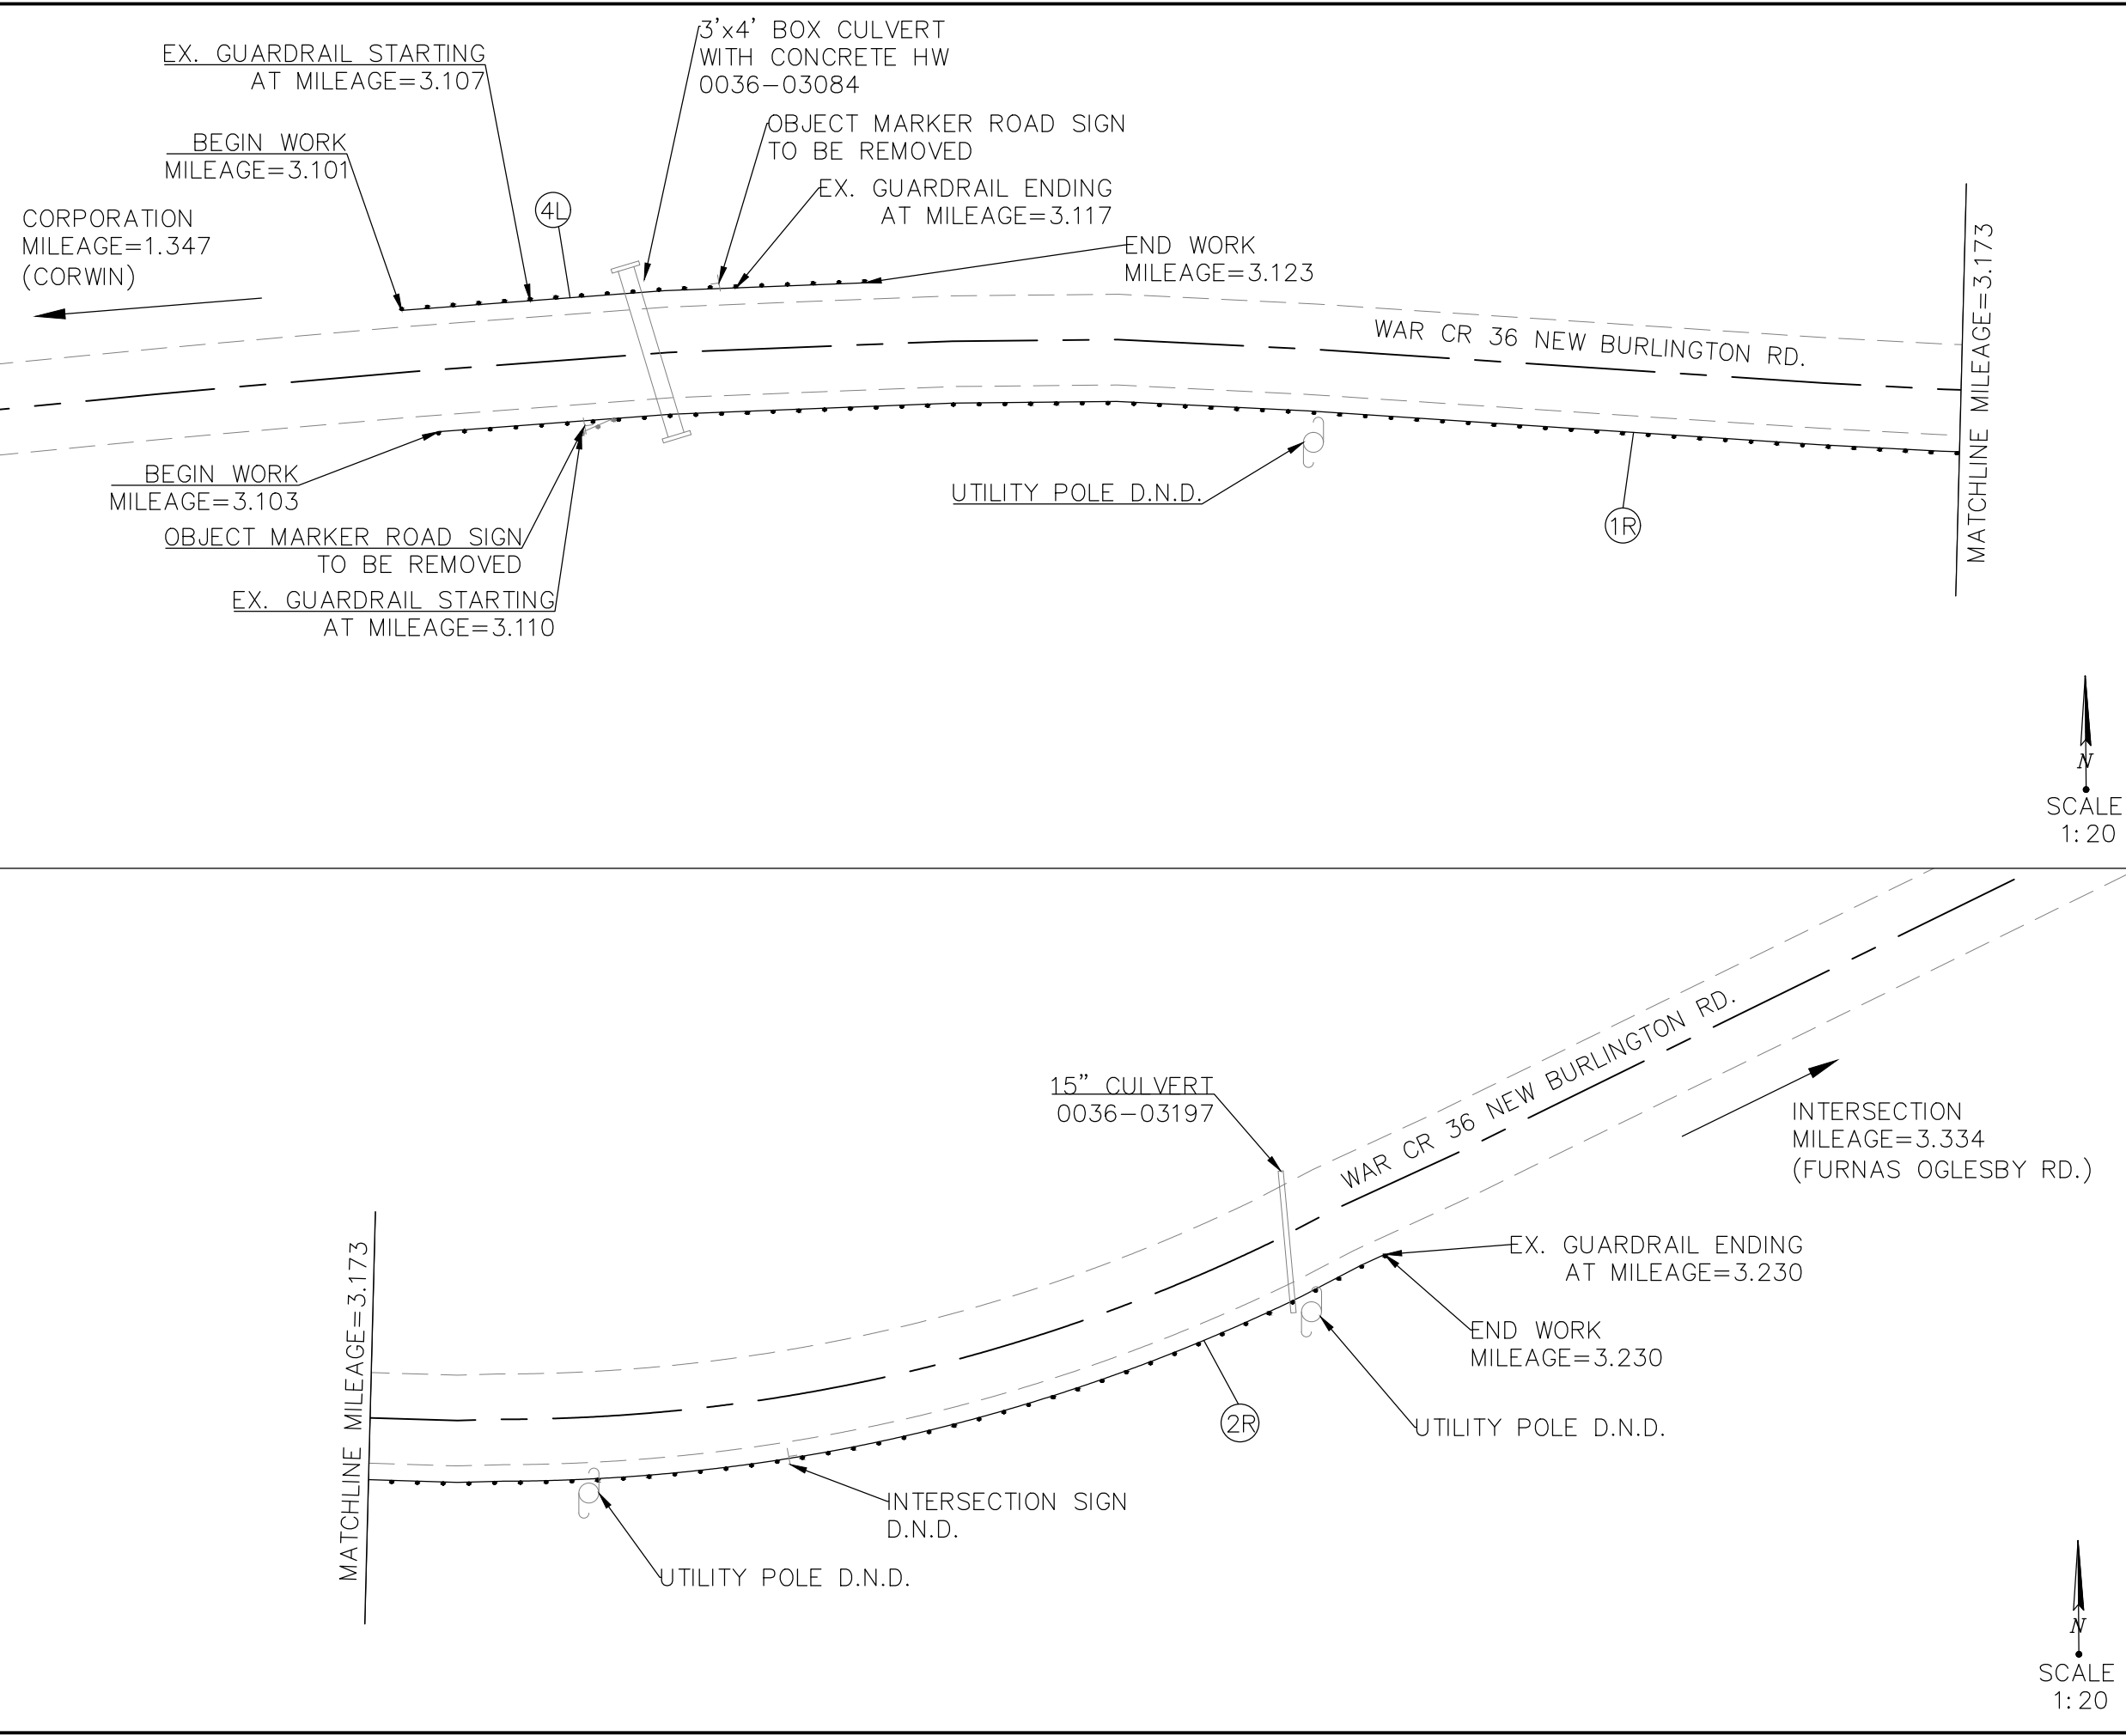 3'x4' BOX CULVERT
WITH CONCRETE HW
0036-03084
EX. GUARDRAIL STARTING
AT MILEAGE=3.107
OBJECT MARKER ROAD SIGN
TO BE REMOVED
BEGIN WORK
MILEAGE=3.101
EX. GUARDRAIL ENDING
AT MILEAGE=3.117
4L
CORPORATION
MILEAGE=1.347
(CORWIN)
END WORK
MILEAGE=3.123
WAR CR 36 NEW BURLINGTON RD.
MATCHLINE MILEAGE=3.173
BEGIN WORK
MILEAGE=3.103
UTILITY POLE D.N.D.
1R
OBJECT MARKER ROAD SIGN
TO BE REMOVED
EX. GUARDRAIL STARTING
AT MILEAGE=3.110
N
SCALE
1:20
WAR CR 36 NEW BURLINGTON RD.
15" CULVERT
0036-03197
INTERSECTION
MILEAGE=3.334
(FURNAS OGLESBY RD.)
MATCHLINE MILEAGE=3.173
EX. GUARDRAIL ENDING
AT MILEAGE=3.230
END WORK
MILEAGE=3.230
2R
UTILITY POLE D.N.D.
INTERSECTION SIGN
D.N.D.
UTILITY POLE D.N.D.
N
SCALE
1:20